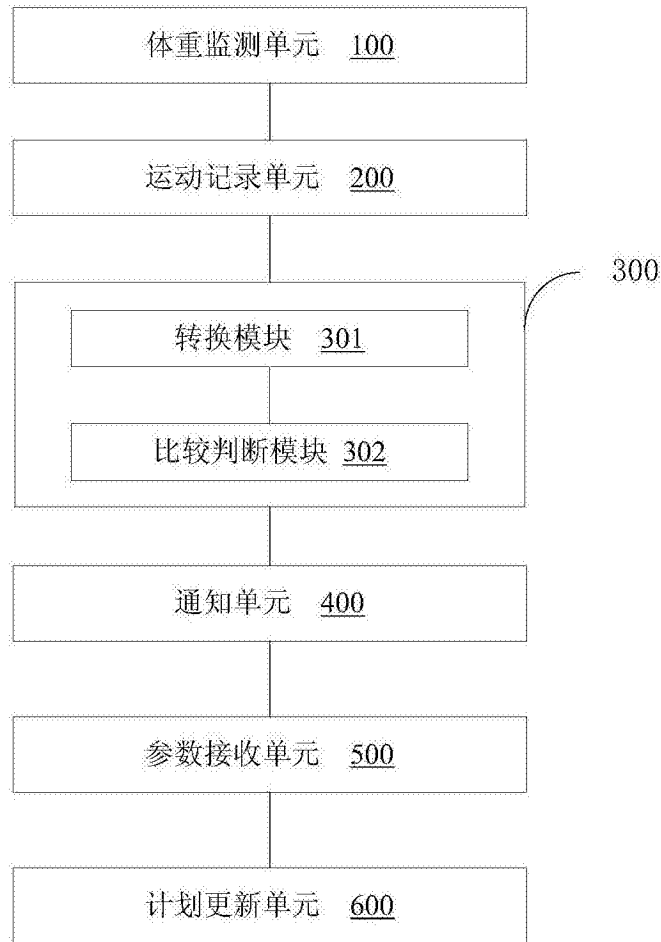 体重监测单元 100
运动记录单元 200
300
转换模块 301
比较判断模块 302
通知单元 400
参数接收单元 500
计划更新单元 600